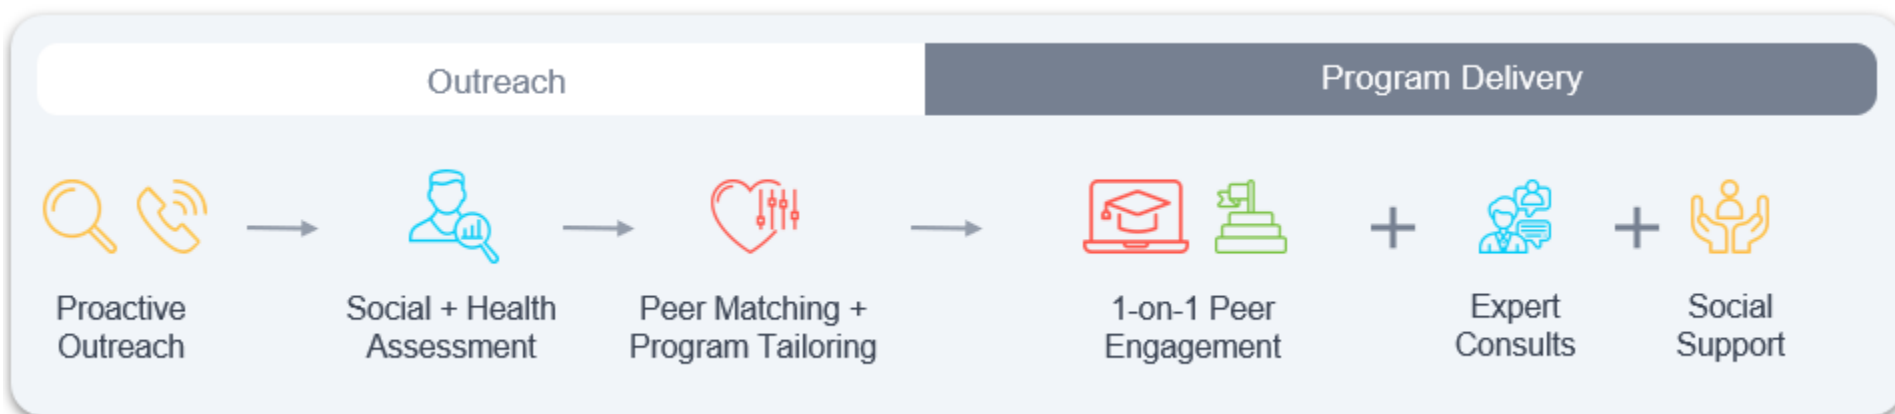 Outreach
Program Delivery
Proactive
Outreach
Social + Health
Assessment
Peer Matching +
Program Tailoring
1-on-1 Peer
Engagement
Expert
Consults
Social
Support